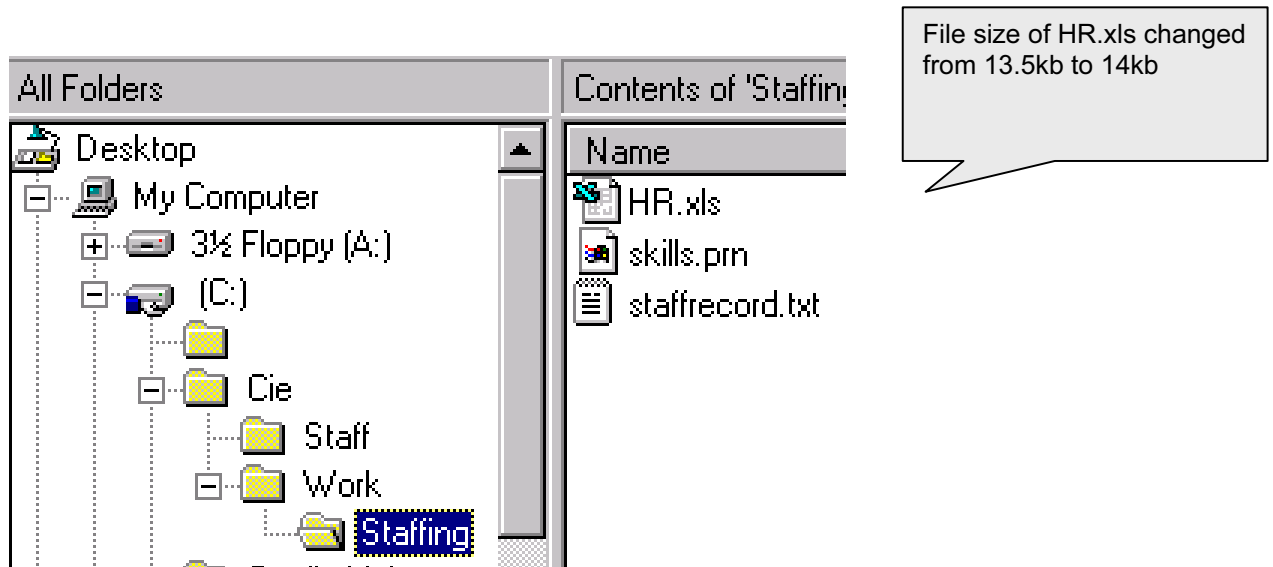 File size of HR.xls changed
from 13.5kb to 14kb
All Folders
Contents of 'Staffing
Desktop
Name
My Computer
HR.xls
3½ Floppy (A:)
skills.prn
(C:)
staffrecord.txt
Cie
Staff
Work
Staffing